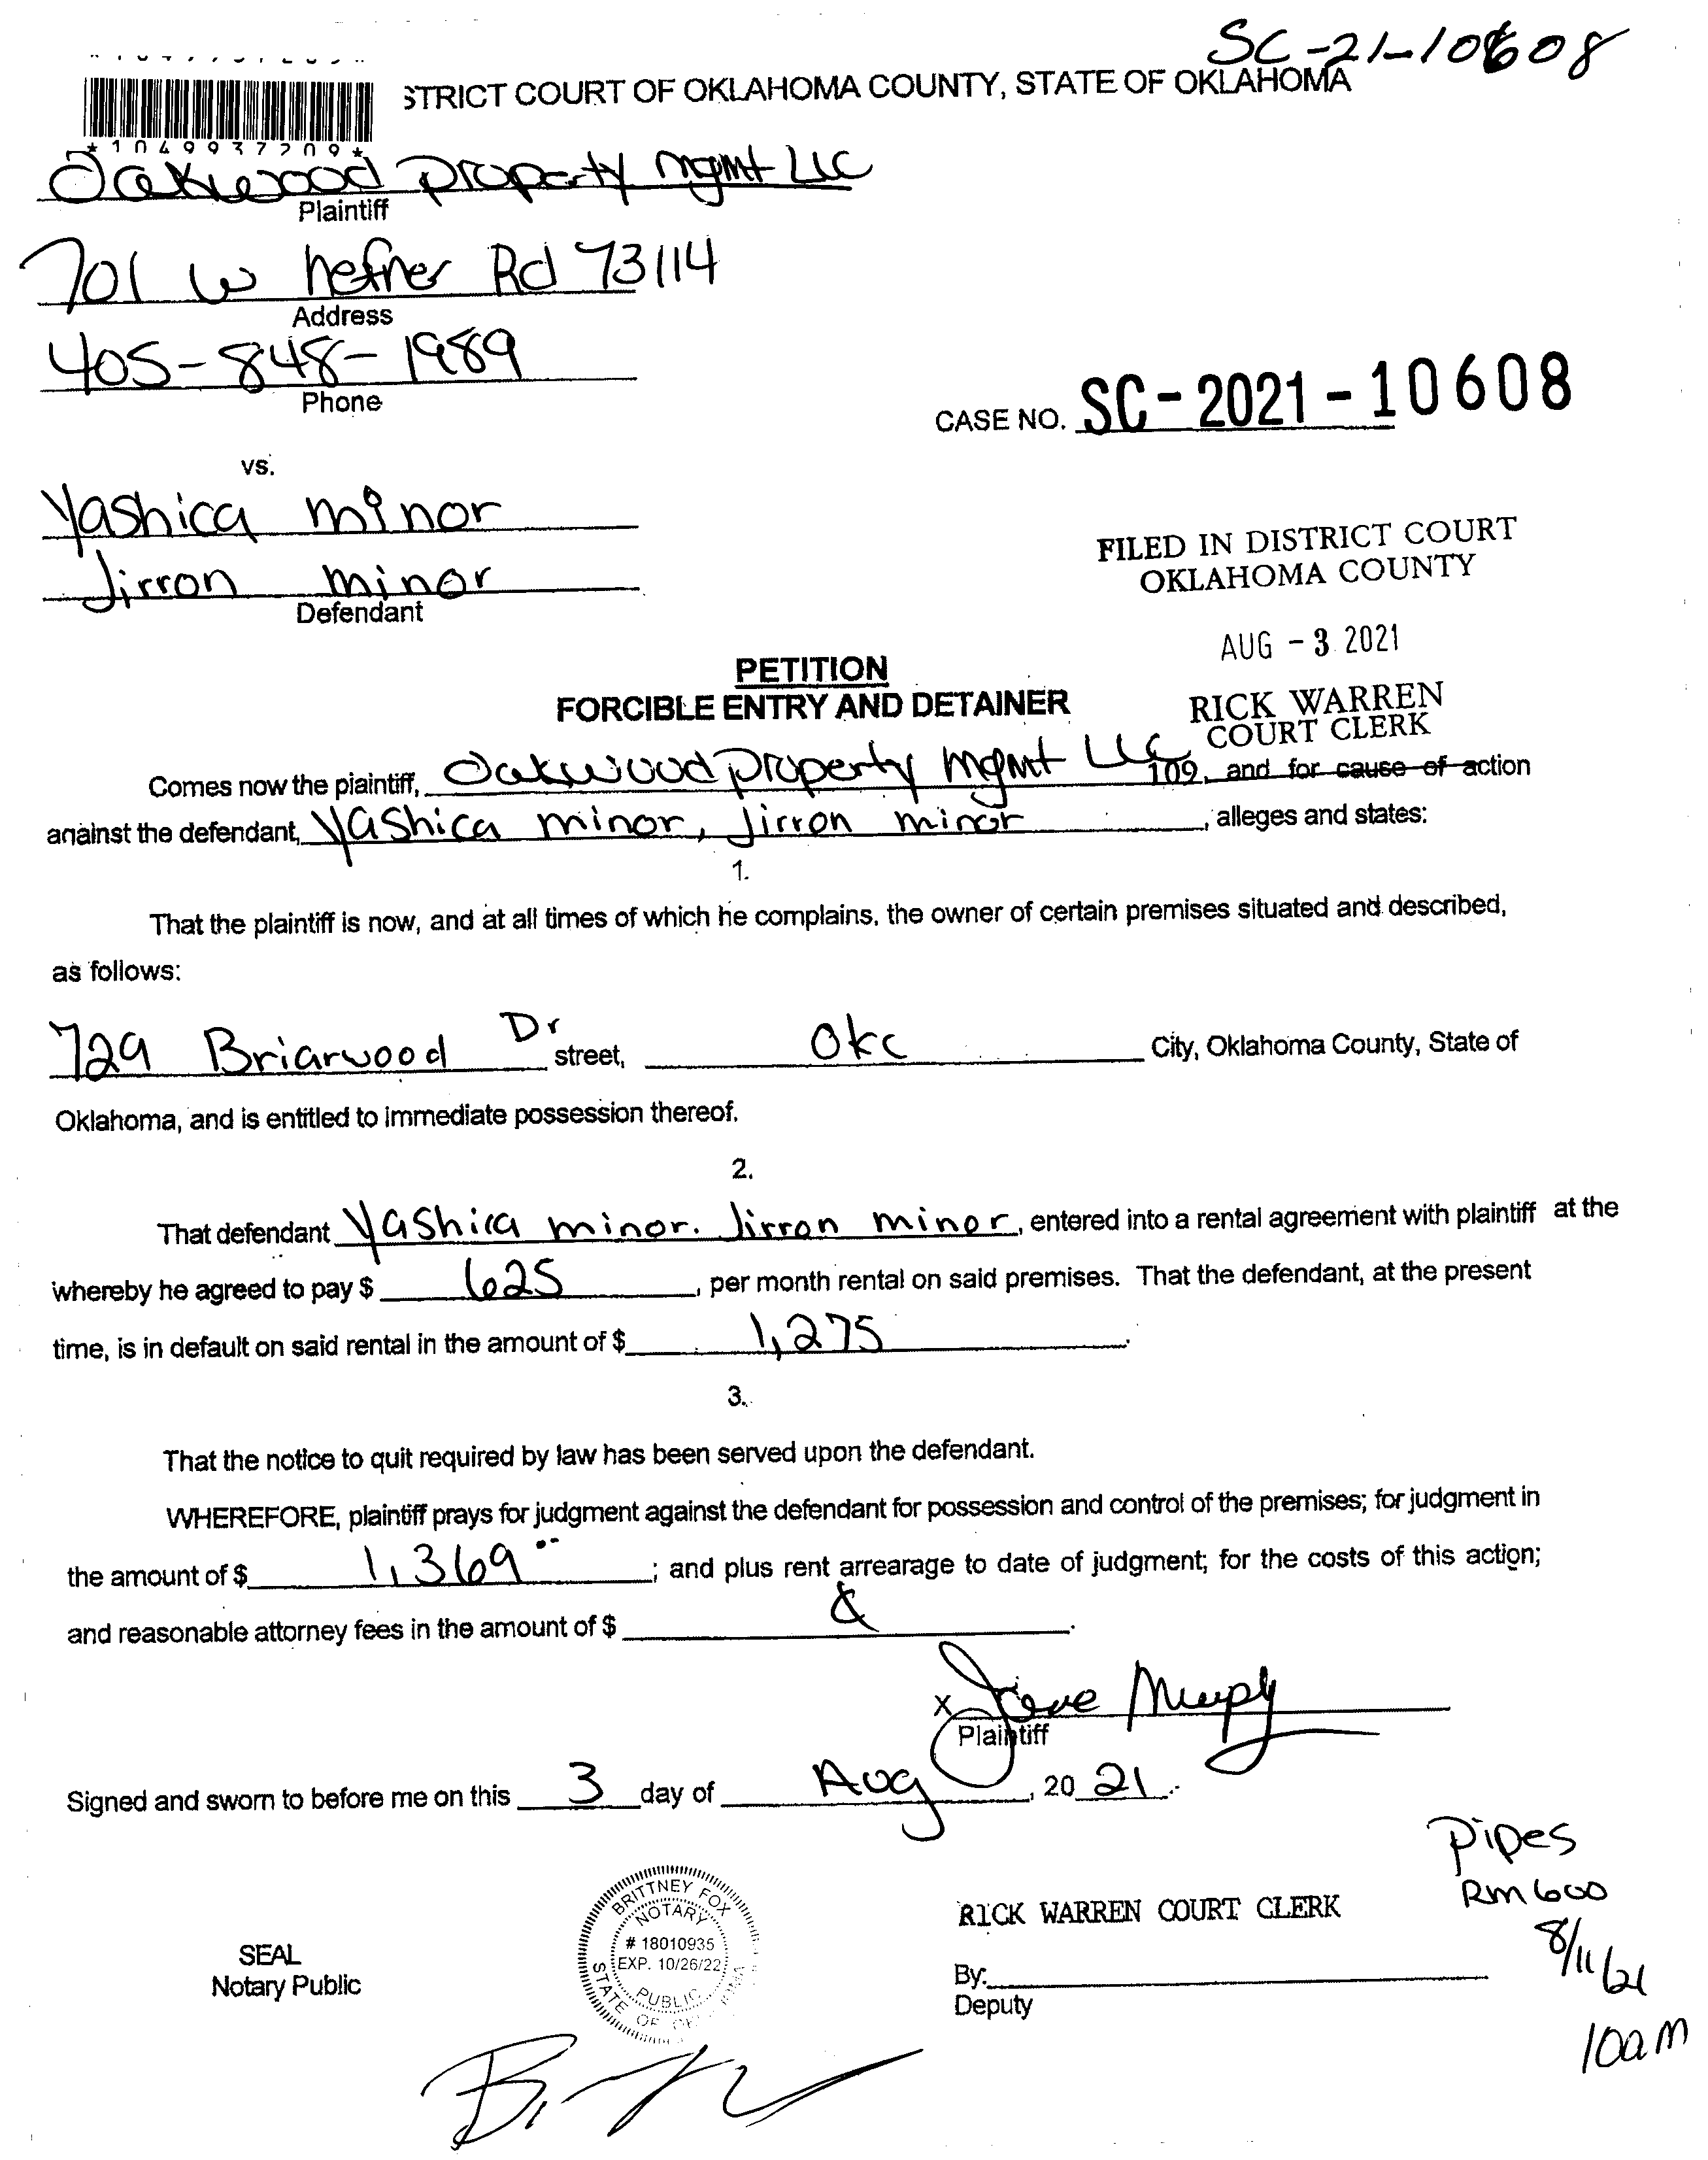 SC-21-10608
STRICT COURT OF OKLAHOMA COUNTY, STATE OF OKLAHOMA
Oakwood Property mgmt LLC
Plaintiff
701 W hefner Rd 73114
Address
405-848-1989
Phone
CASE NO. SC-2021-10608
vs.
Yashica minor
Jirron minor
Defendant
FILED IN DISTRICT COURT
OKLAHOMA COUNTY
AUG -3 2021
RICK WARREN
COURT CLERK
109
PETITION
FORCIBLE ENTRY AND DETAINER
Comes now the plaintiff, Oakwood property mgmt LLC, and for cause of action
against the defendant, Yashica minor, Jirron minor, alleges and states:
1.
That the plaintiff is now, and at all times of which he complains, the owner of certain premises situated and described,
as follows:
729 Briarwood Dr street, Okc City, Oklahoma County, State of
Oklahoma, and is entitled to immediate possession thereof.
2.
That defendant Yashica minor. Jirron minor, entered into a rental agreement with plaintiff at the
whereby he agreed to pay $ 625, per month rental on said premises. That the defendant, at the present
time, is in default on said rental in the amount of $ 1,275.
3.
That the notice to quit required by law has been served upon the defendant.
WHEREFORE, plaintiff prays for judgment against the defendant for possession and control of the premises; for judgment in
the amount of $ 1,369; and plus rent arrearage to date of judgment; for the costs of this action;
and reasonable attorney fees in the amount of $
X
Plaintiff
Signed and sworn to before me on this 3 day of Aug, 20 21.
Pipes
Rm 600
8/11/21
10am
BRITTNEY FOX
NOTARY
# 18010935
EXP. 10/26/22
PUBLIC
STATE OF
SEAL
Notary Public
RICK WARREN COURT CLERK
By:
Deputy